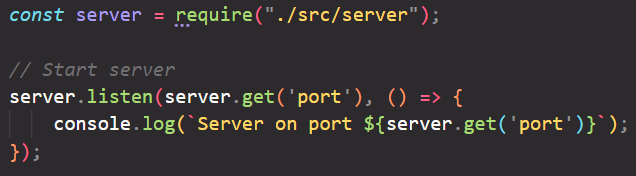 const server = require("./src/server");
// Start server
server.listen(server.get('port'), () => {
    console.log(`Server on port ${server.get('port')}`);
});